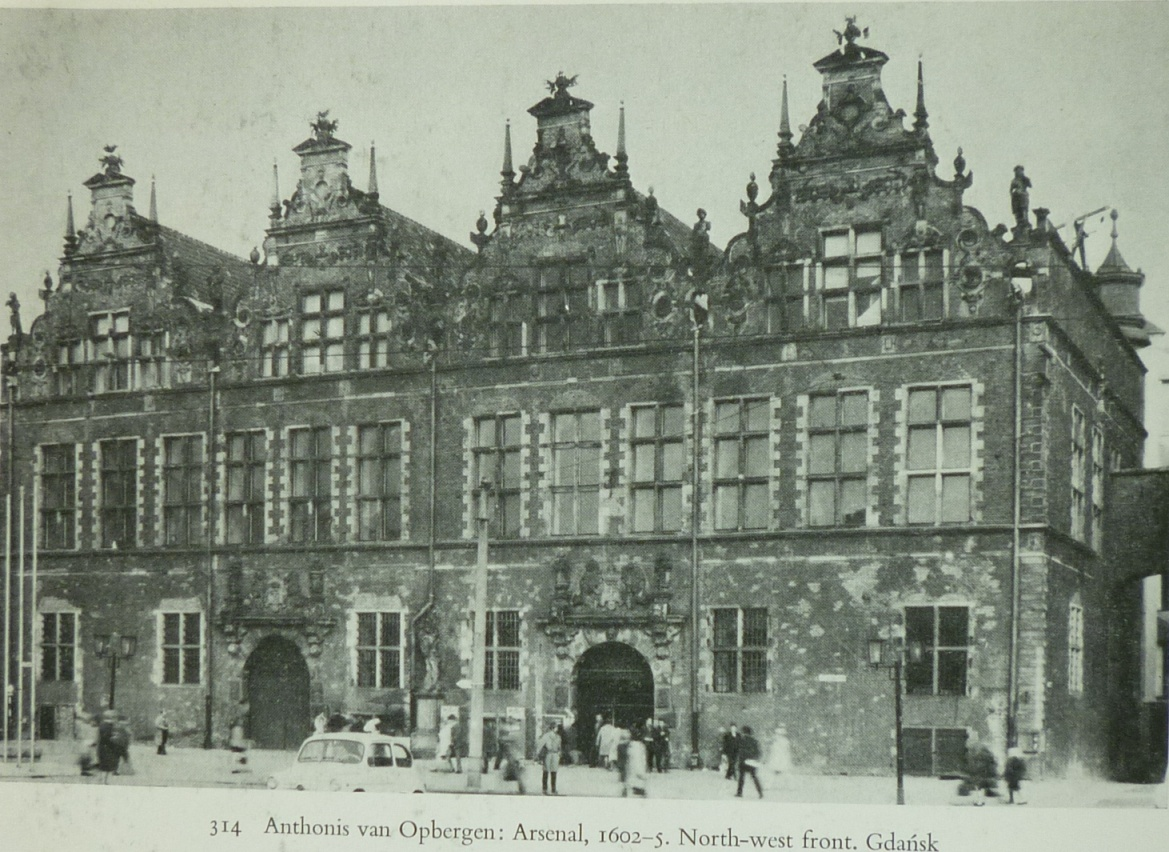 314 Anthonis van Opbergen: Arsenal, 1602–5. North-west front. Gdańsk